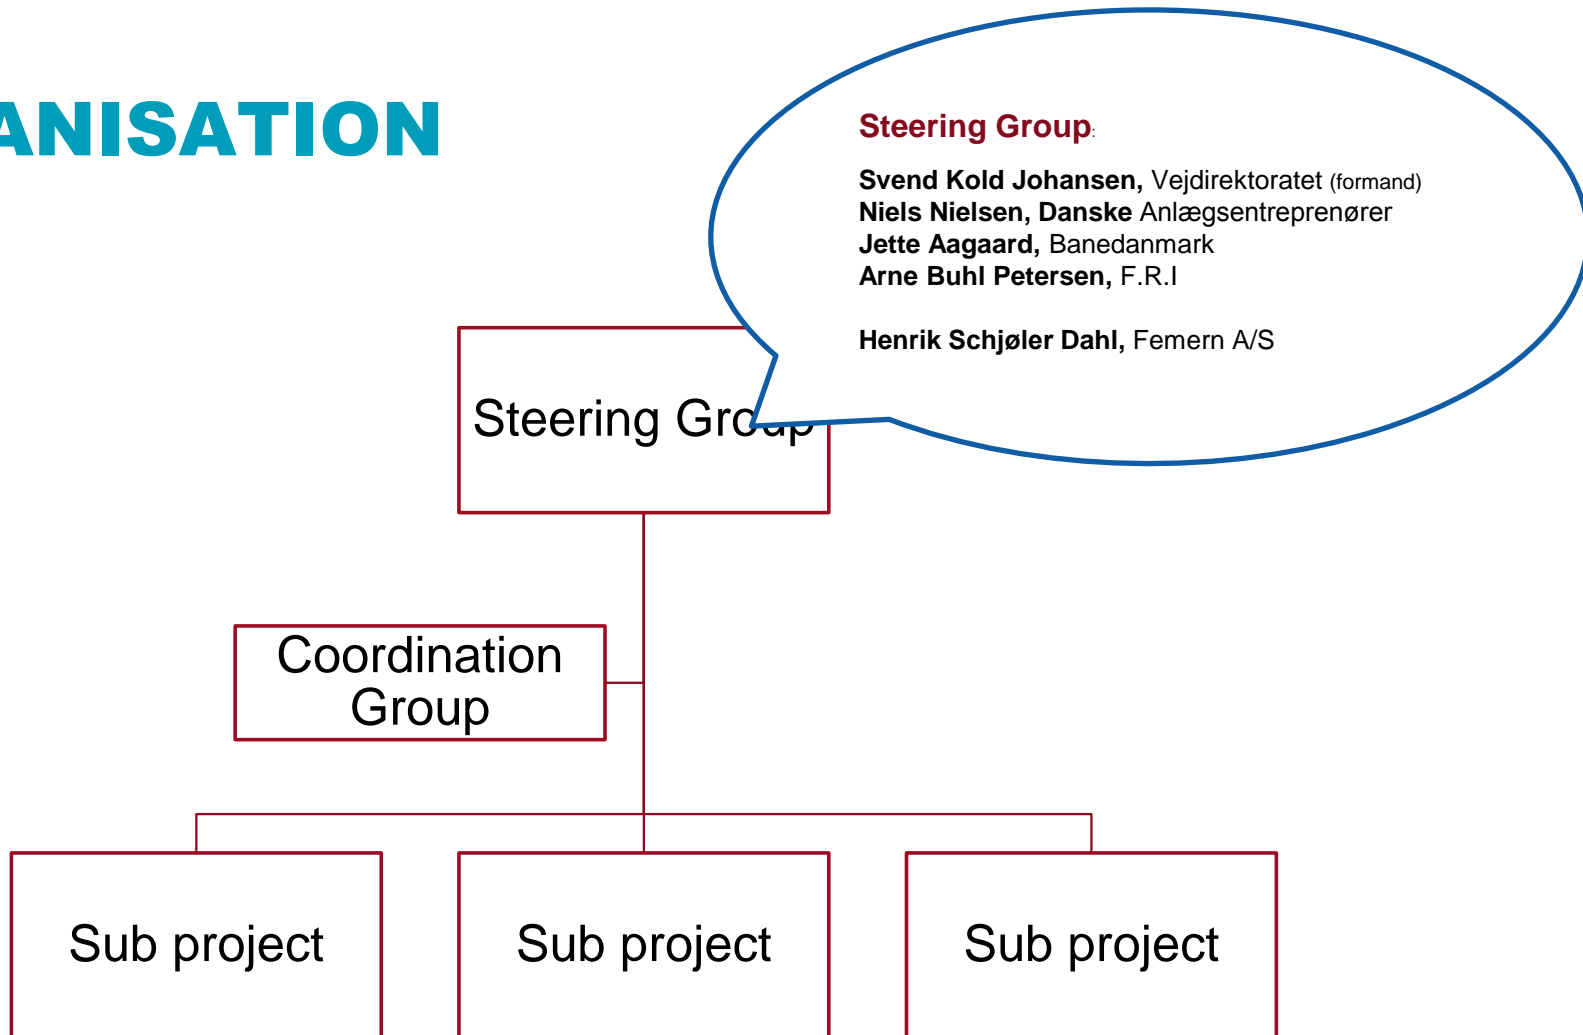 ANISATION
Steering Group:
Svend Kold Johansen, Vejdirektoratet (formand)
Niels Nielsen, Danske Anlægsentreprenører
Jette Aagaard, Banedanmark
Arne Buhl Petersen, F.R.I
Henrik Schjøler Dahl, Femern A/S
Steering Group
Coordination
Group
Sub project
Sub project
Sub project